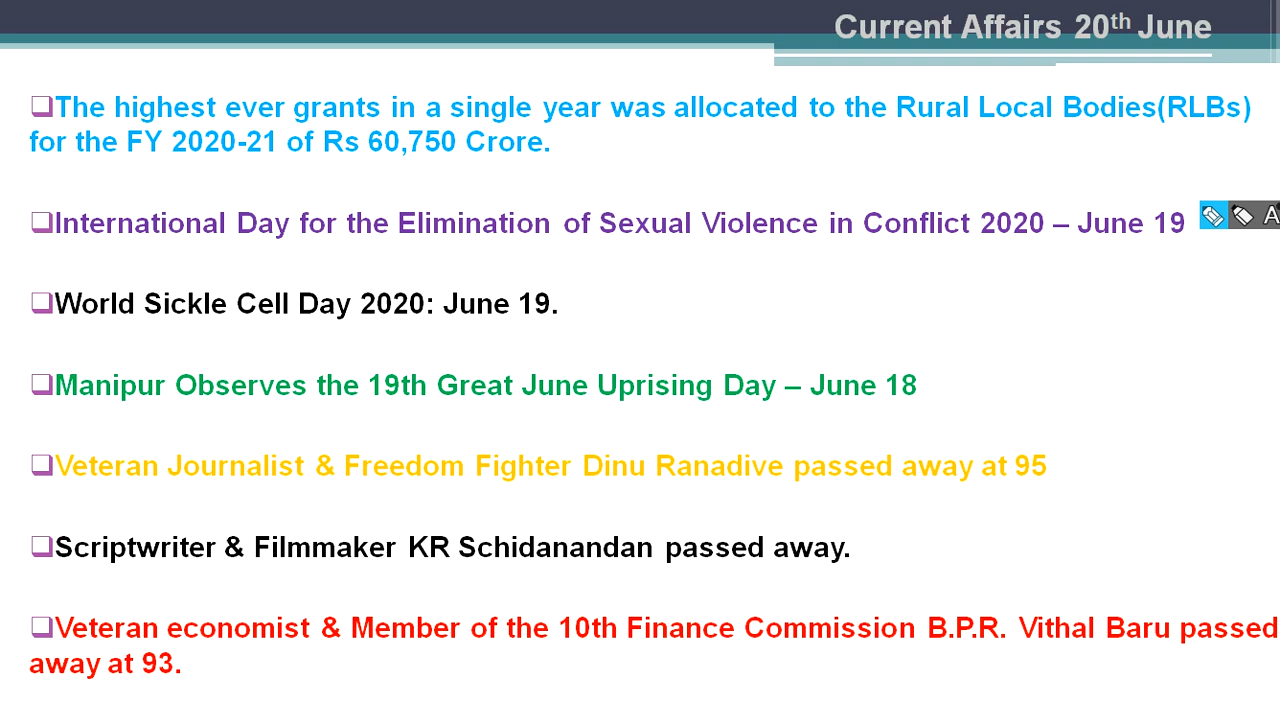 Current Affairs 20th June
❑The highest ever grants in a single year was allocated to the Rural Local Bodies(RLBs)
for the FY 2020-21 of Rs 60,750 Crore.
❑International Day for the Elimination of Sexual Violence in Conflict 2020 – June 19
A
❑World Sickle Cell Day 2020: June 19.
❑Manipur Observes the 19th Great June Uprising Day – June 18
❑Veteran Journalist & Freedom Fighter Dinu Ranadive passed away at 95
❑Scriptwriter & Filmmaker KR Schidanandan passed away.
❑Veteran economist & Member of the 10th Finance Commission B.P.R. Vithal Baru passed
away at 93.